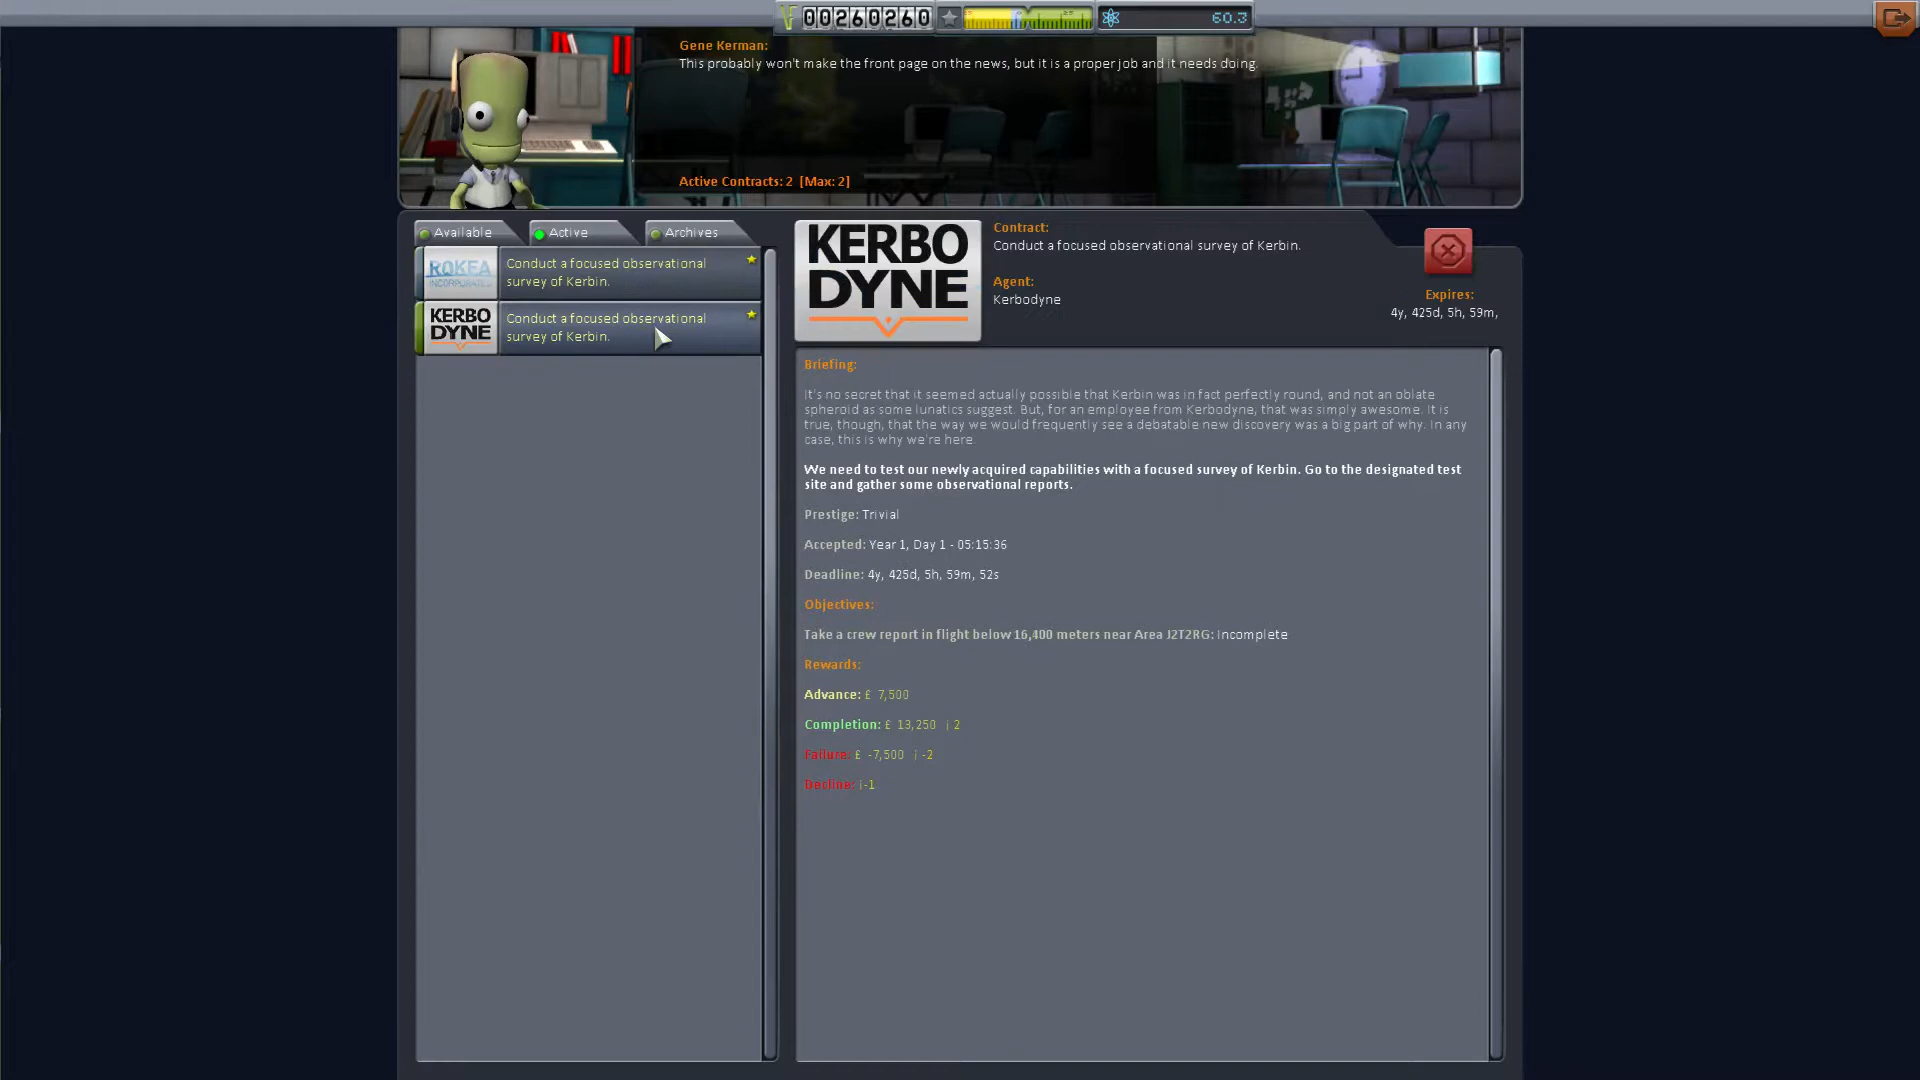 00260260
60.3
Gene Kerman:
This probably won't make the front page on the news, but it is a proper job and it needs doing.
Active Contracts: 2 [Max: 2]
Available
Active
Archives
ROKEA
INCORPORATED
Conduct a focused observational
survey of Kerbin.
KERBO
DYNE
Conduct a focused observational
survey of Kerbin.
KERBO
DYNE
Contract:
Conduct a focused observational survey of Kerbin.
Agent:
Kerbodyne
Expires:
4y, 425d, 5h, 59m,
Briefing:
It's no secret that it seemed actually possible that Kerbin was in fact perfectly round, and not an oblate
spheroid as some lunatics suggest. But, for an employee from Kerbodyne, that was simply awesome. It is
true, though, that the way we would frequently see a debatable new discovery was a big part of why. In any
case, this is why we're here.
We need to test our newly acquired capabilities with a focused survey of Kerbin. Go to the designated test
site and gather some observational reports.
Prestige: Trivial
Accepted: Year 1, Day 1 - 05:15:36
Deadline: 4y, 425d, 5h, 59m, 52s
Objectives:
Take a crew report in flight below 16,400 meters near Area J2T2RG: Incomplete
Rewards:
Advance: £ 7,500
Completion: £ 13,250 ¡ 2
Failure: £ -7,500 ¡ -2
Decline: ¡ -1